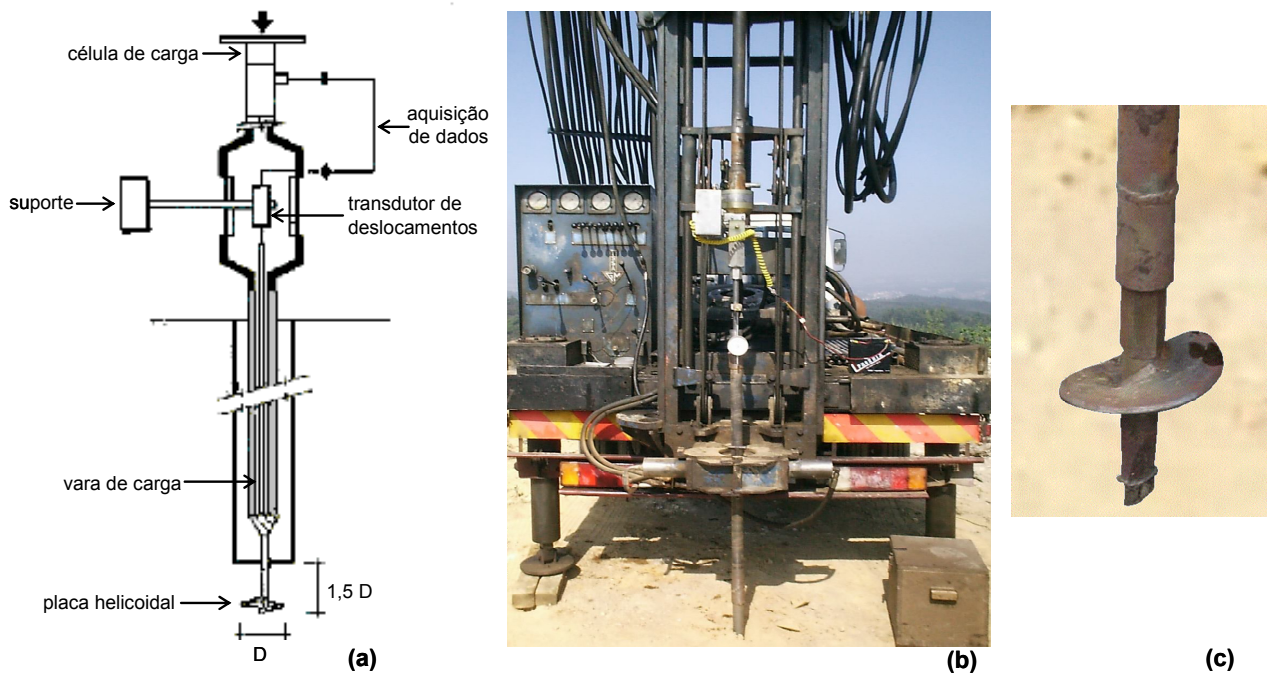 célula de carga
aquisição
de dados
suporte
transdutor de
deslocamentos
vara de carga
placa helicoidal
1,5 D
D
(a)
(b)
(c)